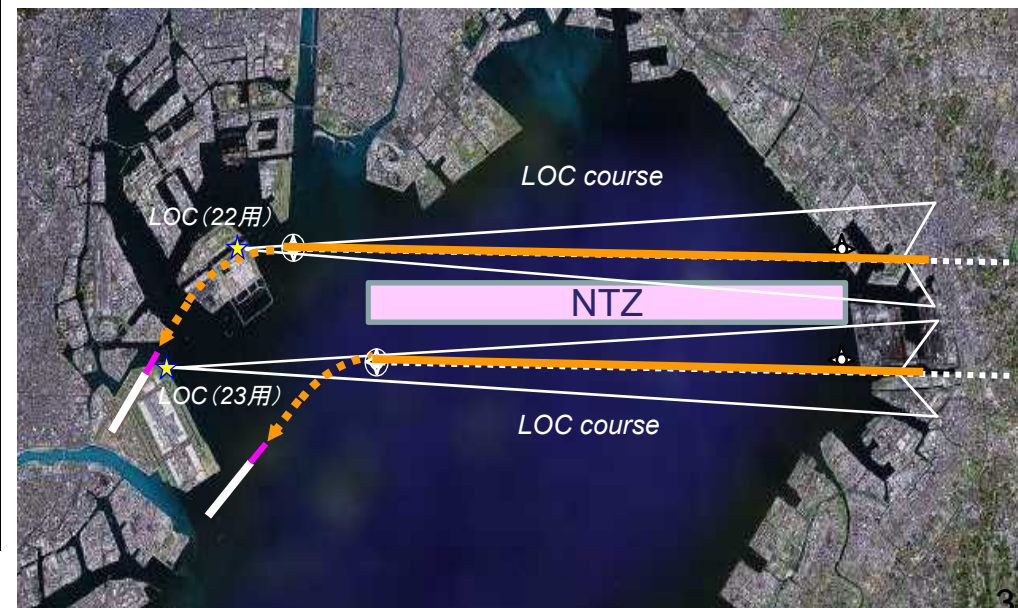 LOC course
LOC（22用）
NTZ
LOC（23用）
LOC course
3